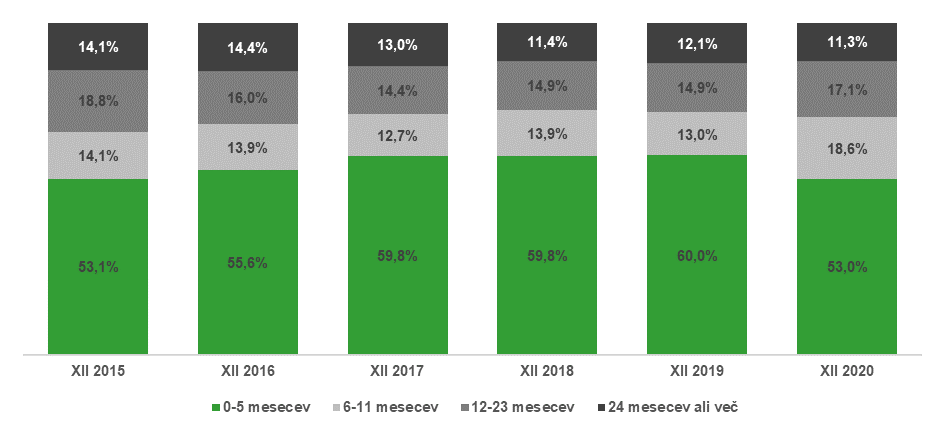 14,1% 14,4% 13,0% 11,4% 12,1% 11,3%
18,8% 16,0% 14,4% 14,9% 14,9% 17,1%
14,1% 13,9% 12,7% 13,9% 13,0% 18,6%
53,1% 55,6% 59,8% 59,8% 60,0% 53,0%
XII 2015 XII 2016 XII 2017 XII 2018 XII 2019 XII 2020
0-5 mesecev 6-11 mesecev 12-23 mesecev 24 mesecev ali več